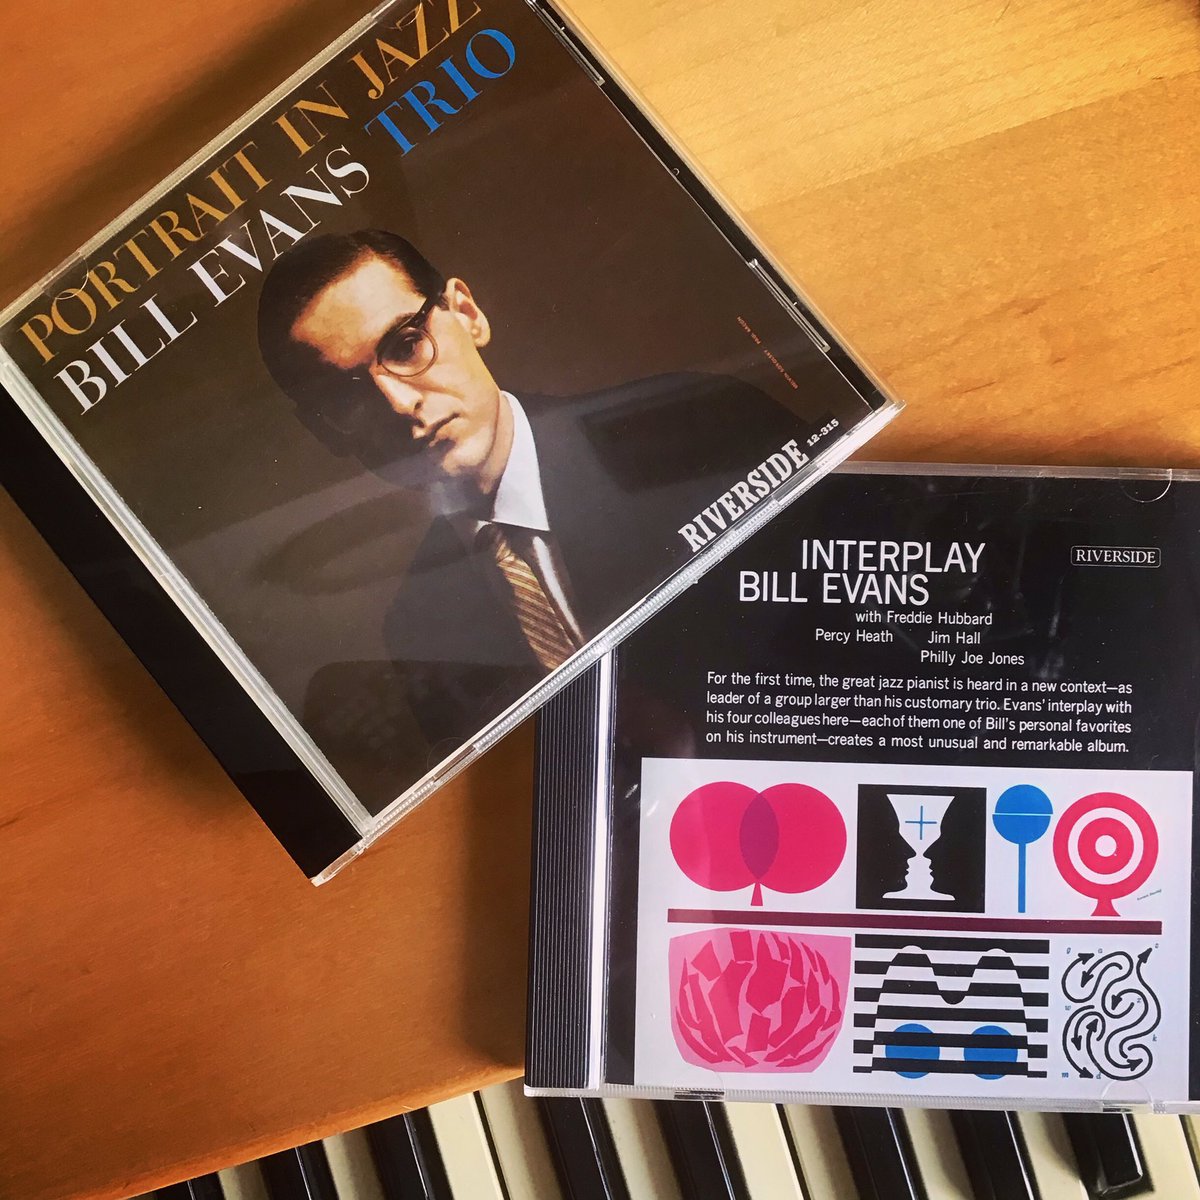 PORTRAIT IN JAZZ
BILL EVANS TRIO
RIVERSIDE 12-315
INTERPLAY
BILL EVANS
RIVERSIDE
with Freddie Hubbard
Percy Heath Jim Hall
Philly Joe Jones
For the first time, the great jazz pianist is heard in a new context—as
leader of a group larger than his customary trio. Evans' interplay with
his four colleagues here—each of them one of Bill's personal favorites
on his instrument—creates a most unusual and remarkable album.